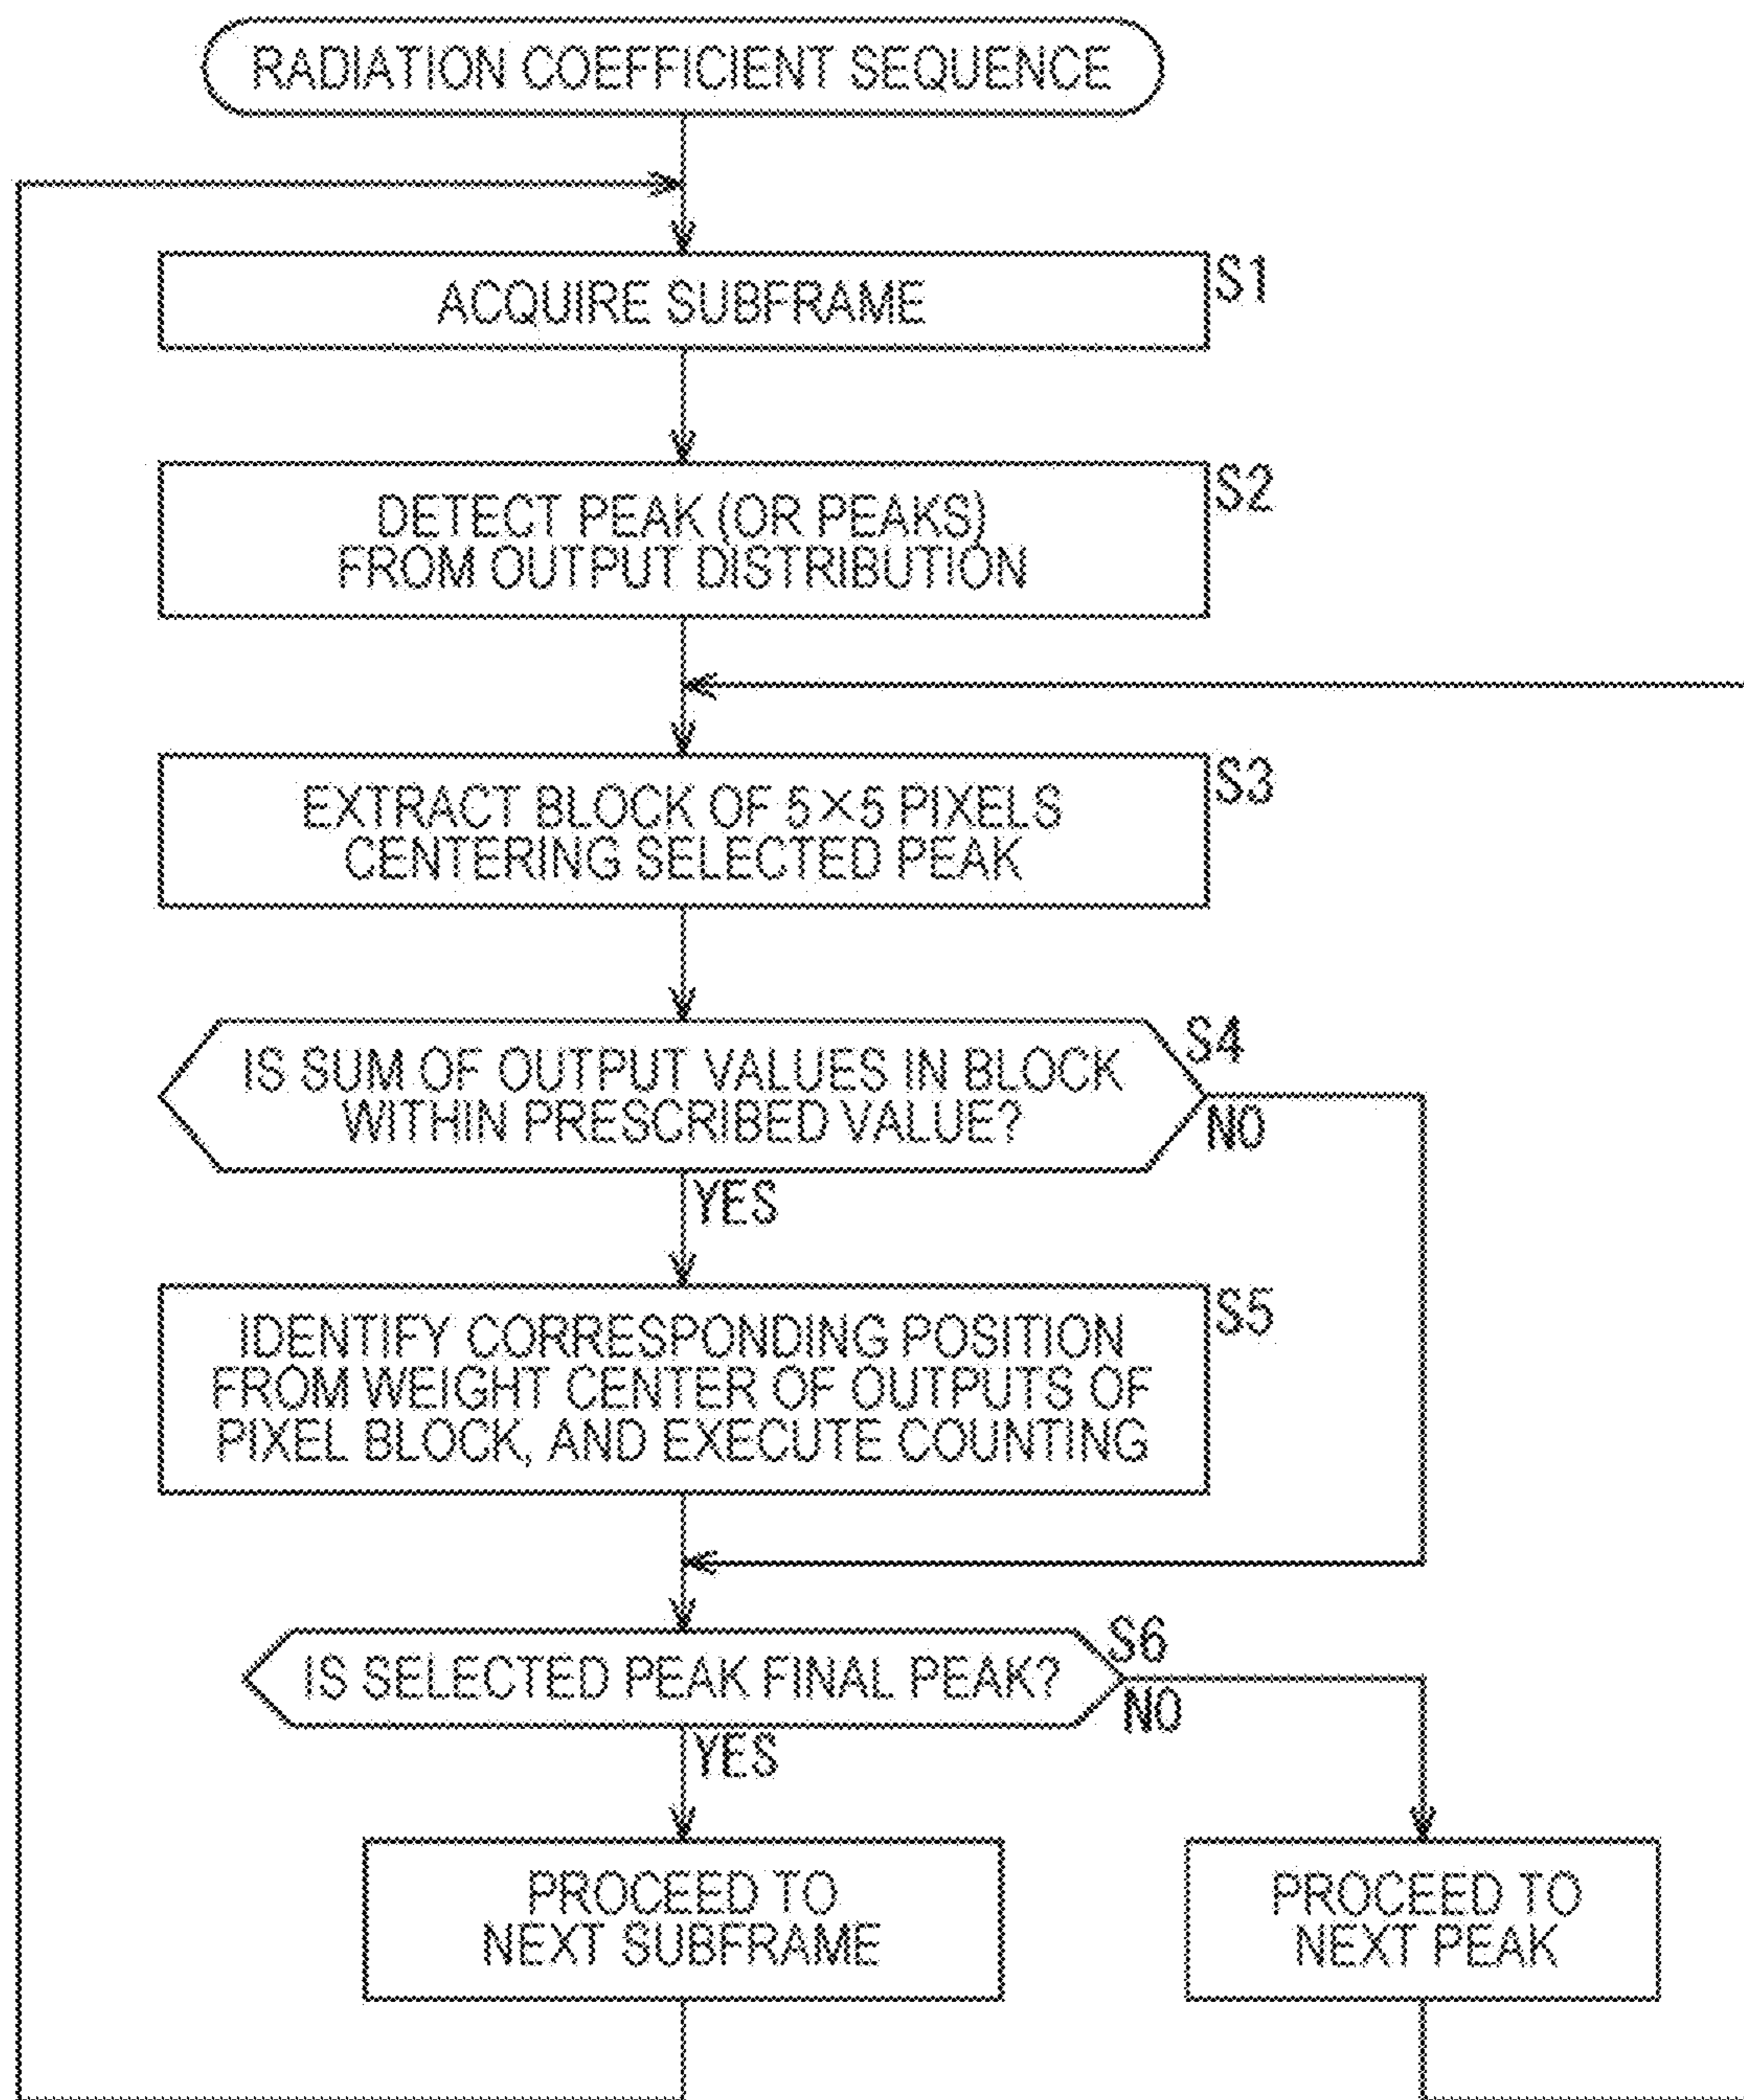 RADIATION COEFFICIENT SEQUENCE
ACQUIRE SUBFRAME
S1
DETECT PEAK (OR PEAKS)
FROM OUTPUT DISTRIBUTION
S2
EXTRACT BLOCK OF 5×5 PIXELS
CENTERING SELECTED PEAK
S3
IS SUM OF OUTPUT VALUES IN BLOCK
WITHIN PRESCRIBED VALUE?
S4
NO
YES
IDENTIFY CORRESPONDING POSITION
FROM WEIGHT CENTER OF OUTPUTS OF
PIXEL BLOCK, AND EXECUTE COUNTING
S5
IS SELECTED PEAK FINAL PEAK?
S6
NO
YES
PROCEED TO
NEXT SUBFRAME
PROCEED TO
NEXT PEAK